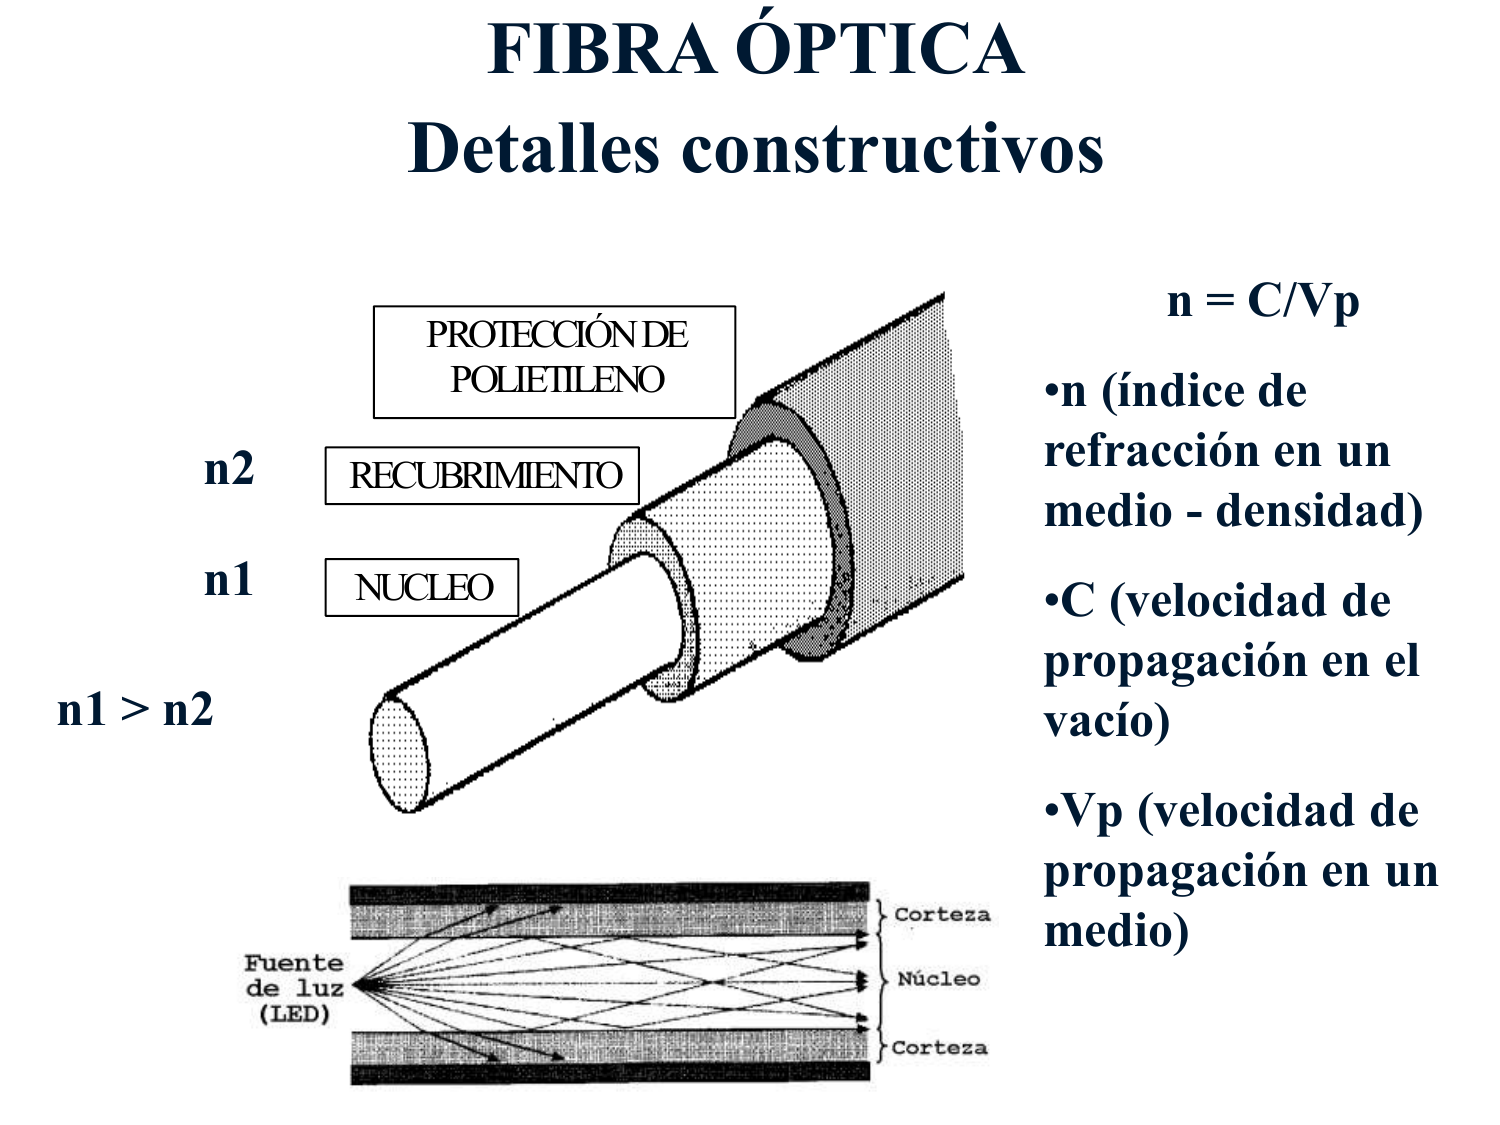 FIBRA ÓPTICA
Detalles constructivos
PROTECCIÓN DE
POLIETILENO
n2
RECUBRIMIENTO
n1
NUCLEO
n1 > n2
n = C/Vp
•n (índice de
refracción en un
medio - densidad)
•C (velocidad de
propagación en el
vacío)
•Vp (velocidad de
propagación en un
medio)
Fuente
de luz
(LED)
Corteza
Núcleo
Corteza